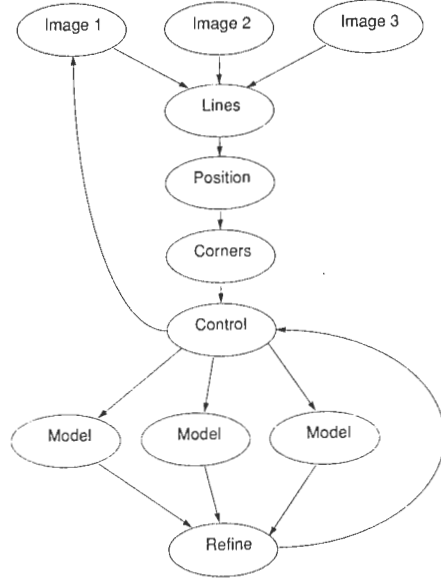 Image 1
Image 2
Image 3
Lines
Position
Corners
Control
Model
Model
Model
Refine